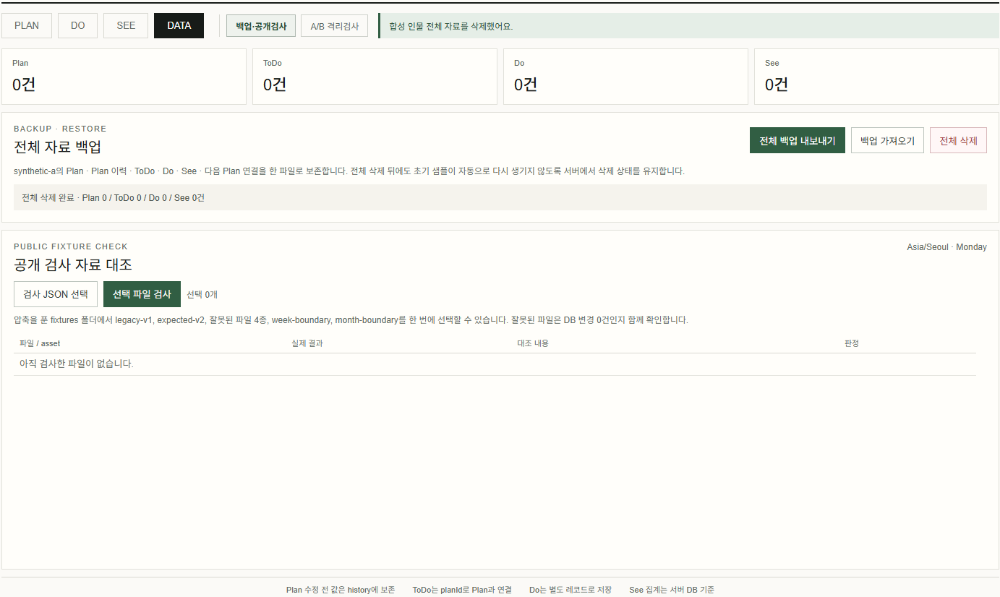 PLAN DO SEE DATA 백업·공개검사 A/B 격리검사 합성 인물 전체 자료를 삭제했어요.
Plan ToDo Do See
0건 0건 0건 0건
BACKUP · RESTORE
전체 자료 백업 전체 백업 내보내기 백업 가져오기 전체 삭제
synthetic-a의 Plan · Plan 이력 · ToDo · Do · See · 다음 Plan 연결을 한 파일로 보존합니다. 전체 삭제 뒤에도 초기 샘플이 자동으로 다시 생기지 않도록 서버에서 삭제 상태를 유지합니다.
전체 삭제 완료 · Plan 0 / ToDo 0 / Do 0 / See 0건
PUBLIC FIXTURE CHECK Asia/Seoul · Monday
공개 검사 자료 대조
검사 JSON 선택 선택 파일 검사 선택 0개
압축을 푼 fixtures 폴더에서 legacy-v1, expected-v2, 잘못된 파일 4종, week-boundary, month-boundary를 한 번에 선택할 수 있습니다. 잘못된 파일은 DB 변경 0건인지 함께 확인합니다.
파일 / asset 실제 결과 대조 내용 판정
아직 검사한 파일이 없습니다.
Plan 수정 전 값은 history에 보존 ToDo는 planId로 Plan과 연결 Do는 별도 레코드로 저장 See 집계는 서버 DB 기준